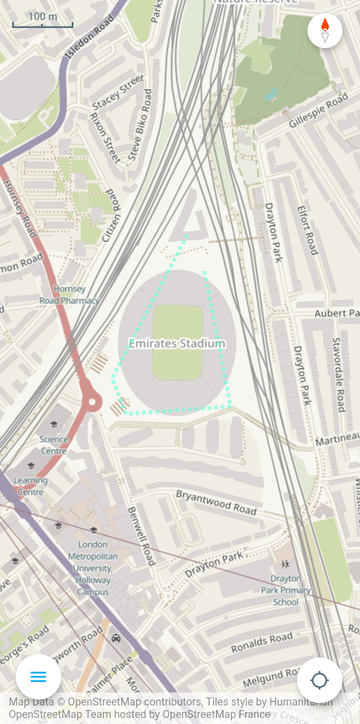 100 m
Nature Reserve
Isledon Road
Parks
Stacey Street
Rixon Street
Steve Biko Road
Gillespie Road
Hornsey Road
Citizen Road
Drayton Park
Elfort Road
mon Road
Hornsey
Road Pharmacy
Aubert Pa
Emirates Stadium
Drayton Park
Stavordale Road
Science
Centre
Martineau
Learning
Centre
Bryantwood Road
Benwell Road
London
Metropolitan
University,
Holloway
Campus
Drayton Park
Drayton
Park Primary
School
eorge's Road
gworth Road
Palmer Place
Ronalds Road
Melgund Road
Map Data © OpenStreetMap contributors, Tiles style by Humanitarian
OpenStreetMap Team hosted by OpenStreetMap France